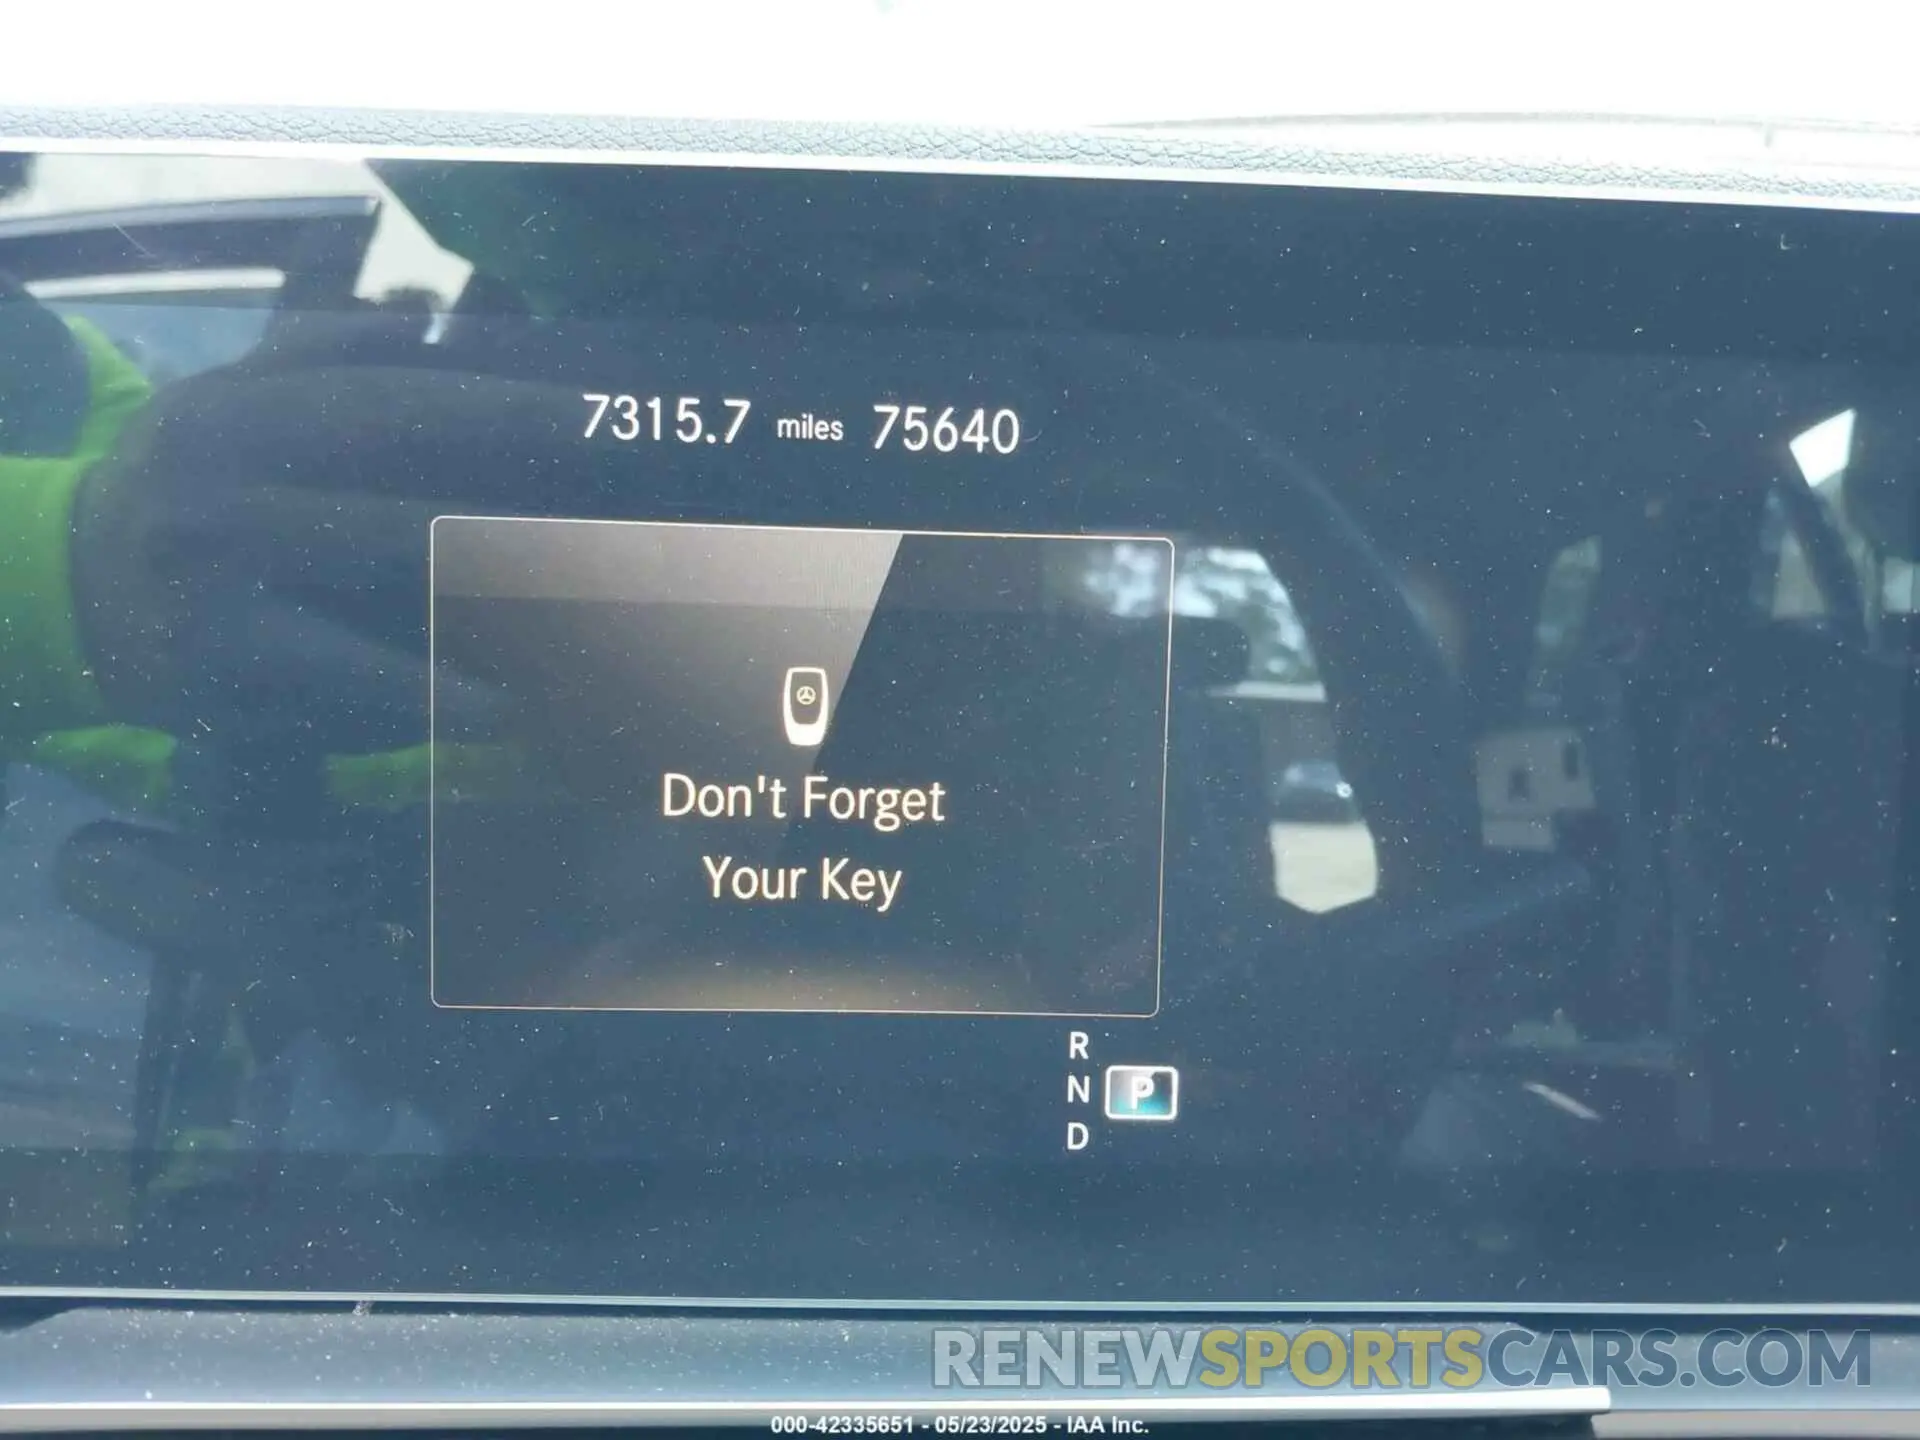 7315.7 miles 75640
Don't Forget
Your Key
R
N P
D
RENEWSPORTSCARS.COM
000-42335651 - 05/23/2025 - IAA Inc.